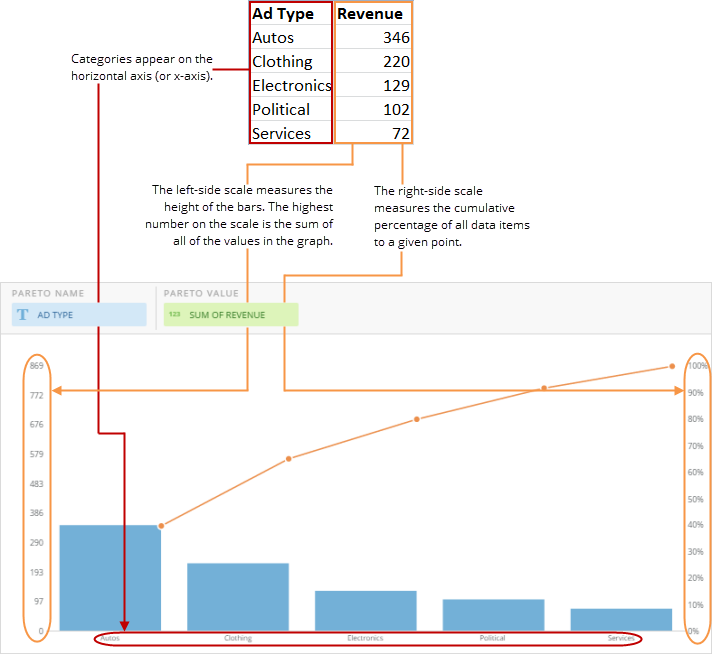 Ad Type Revenue
Autos 346
Clothing 220
Electronics 129
Political 102
Services 72
Categories appear on the
horizontal axis (or x-axis).
The left-side scale measures the
height of the bars. The highest
number on the scale is the sum of
all of the values in the graph.
The right-side scale
measures the cumulative
percentage of all data items
to a given point.
PARETO NAME PARETO VALUE
T AD TYPE 123 SUM OF REVENUE
869 100%
772 90%
676 80%
579 70%
483 60%
386 50%
290 40%
193 30%
97 20%
0 10%
0%
Autos Clothing Electronics Political Services